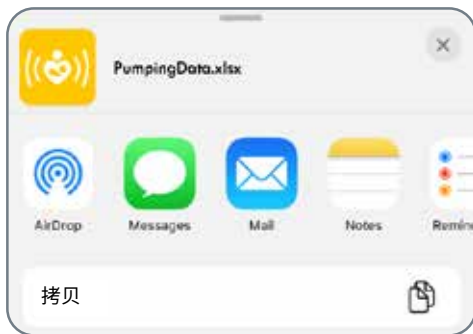 PumpingData.xlsx
AirDrop Messages Mail Notes Remin
拷贝